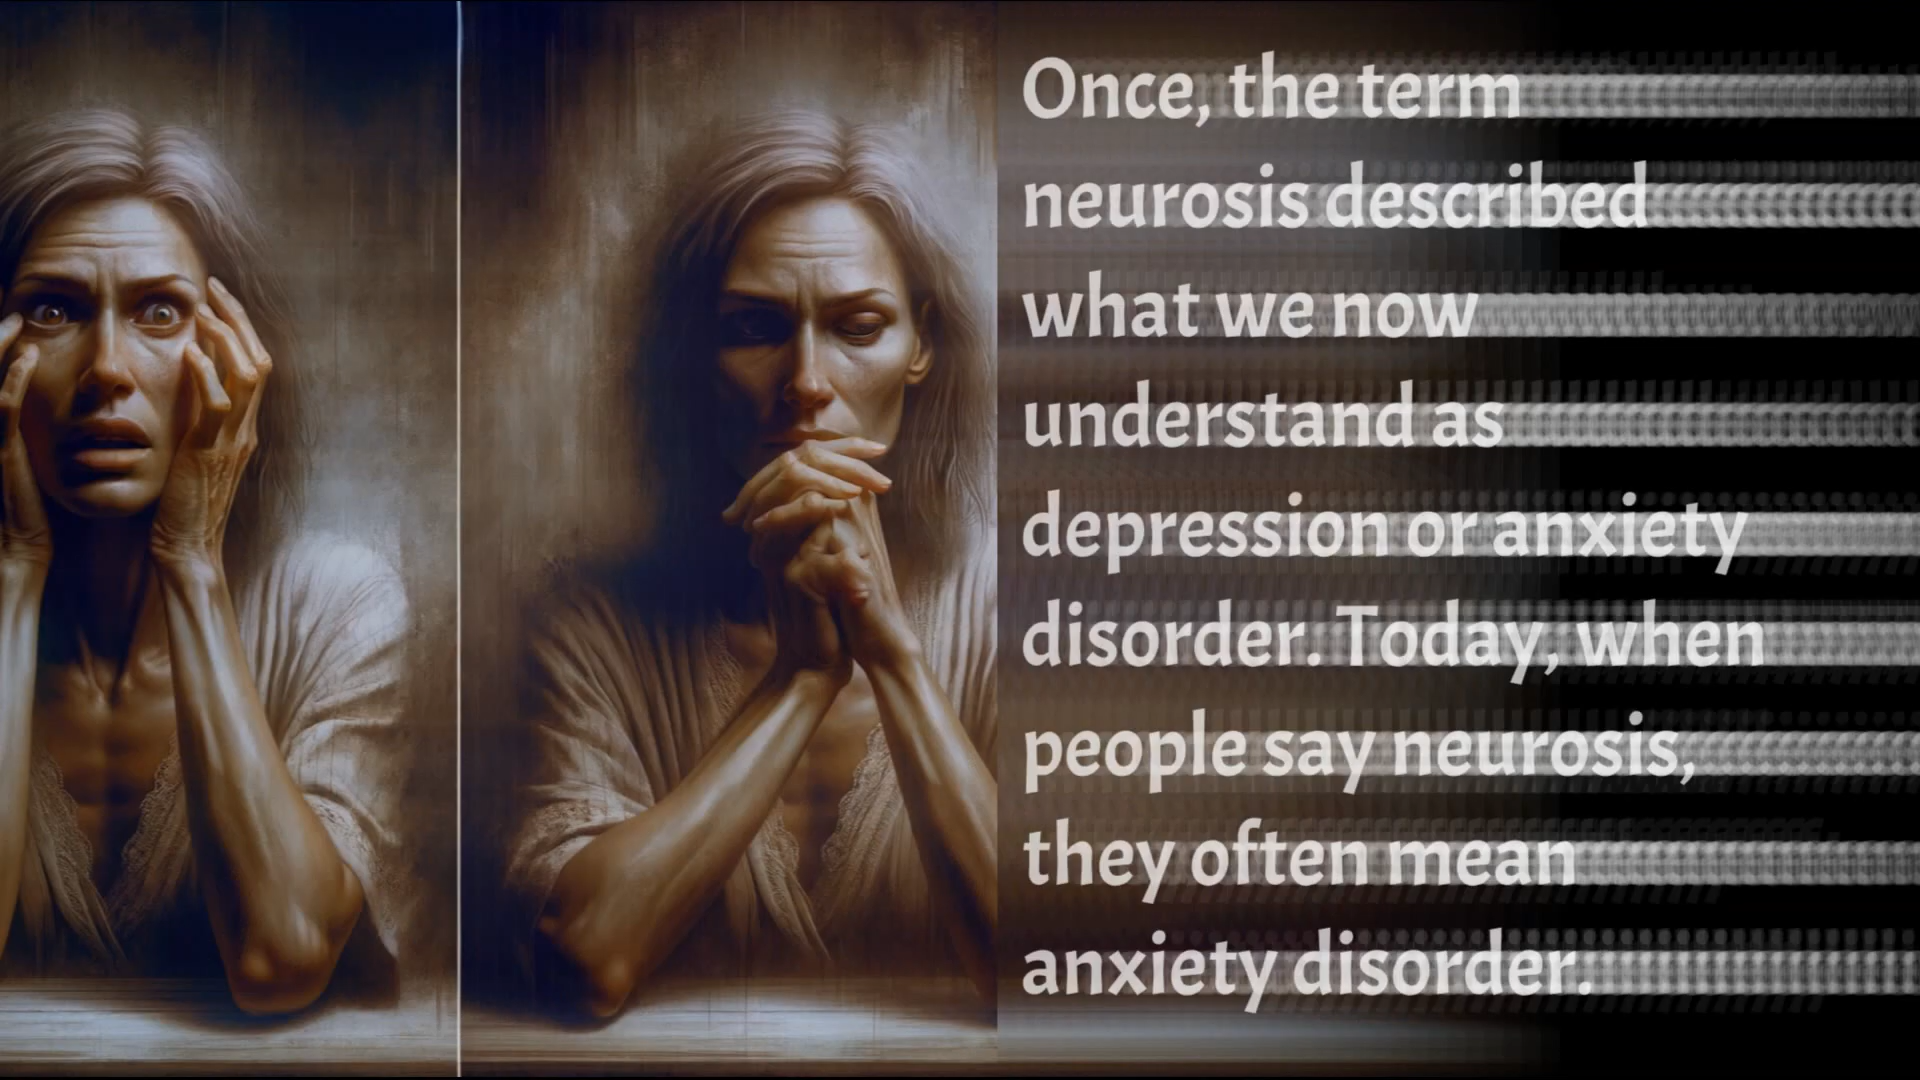 Once, the term
neurosis described
what we now
understand as
depression or anxiety
disorder. Today, when
people say neurosis,
they often mean
anxiety disorder.